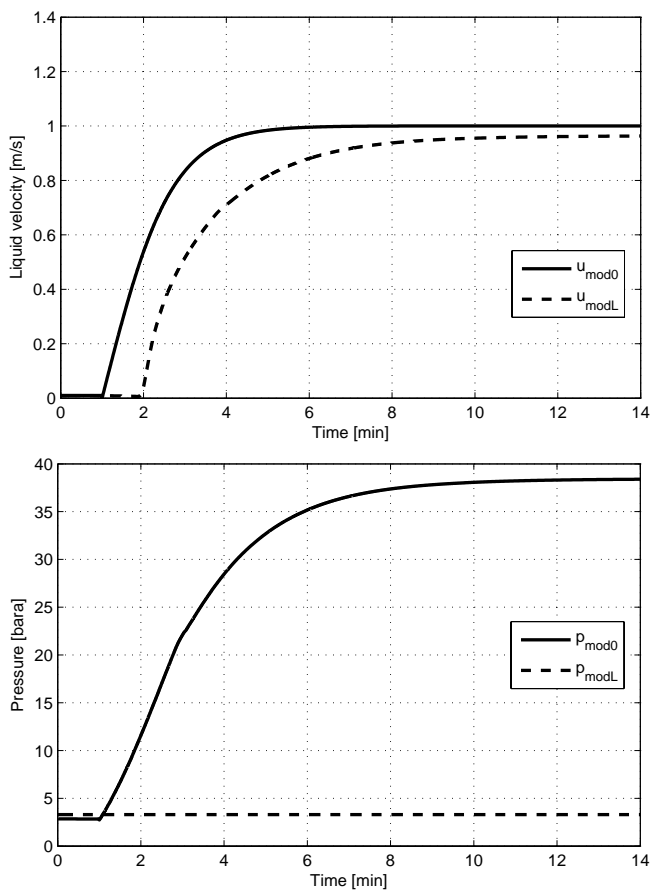 1.4
1.2
1
0.8
0.6
0.4
0.2
0
Liquid velocity [m/s]
u_mod0
u_modL
0 2 4 6 8 10 12 14
Time [min]
40
35
30
25
20
15
10
5
0
Pressure [bara]
p_mod0
p_modL
0 2 4 6 8 10 12 14
Time [min]